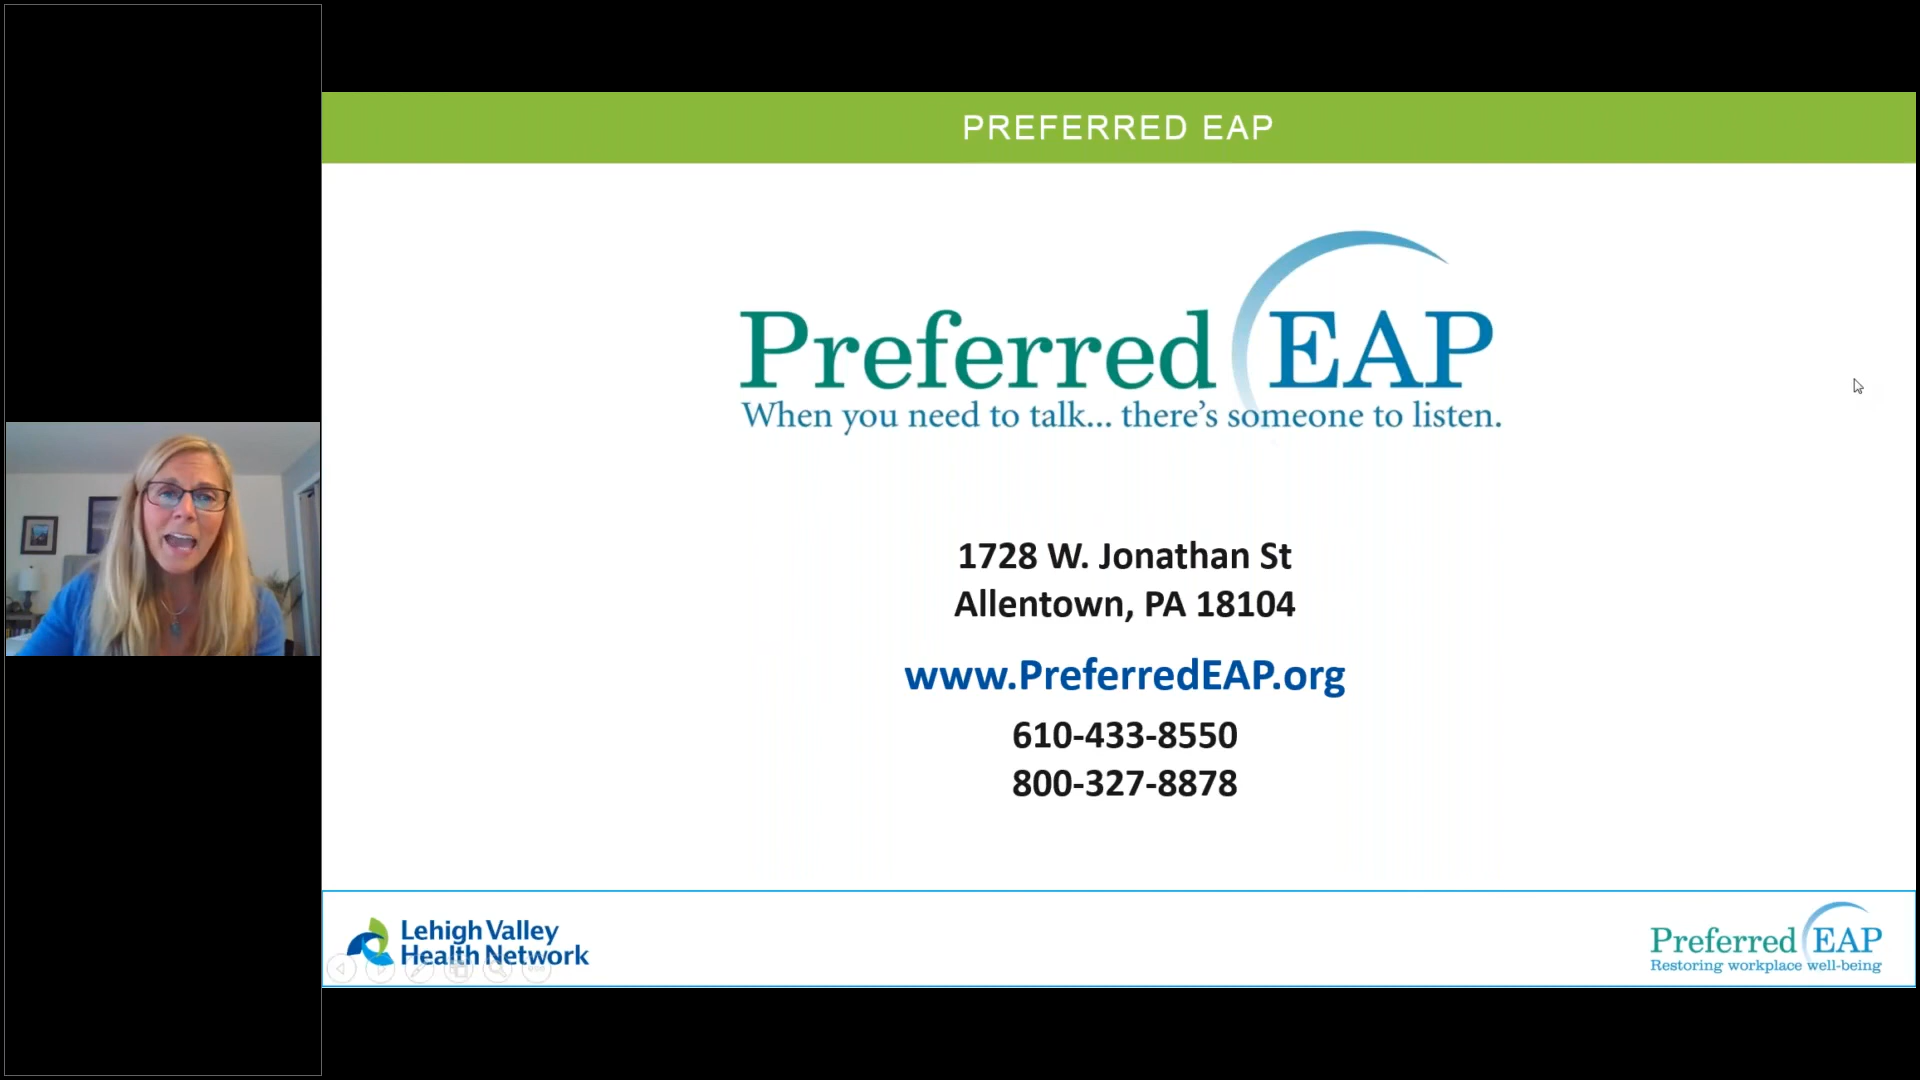 PREFERRED EAP
Preferred EAP
When you need to talk... there's someone to listen.
1728 W. Jonathan St
Allentown, PA 18104
www.PreferredEAP.org
610-433-8550
800-327-8878
Lehigh Valley
Health Network
Preferred EAP
Restoring workplace well-being